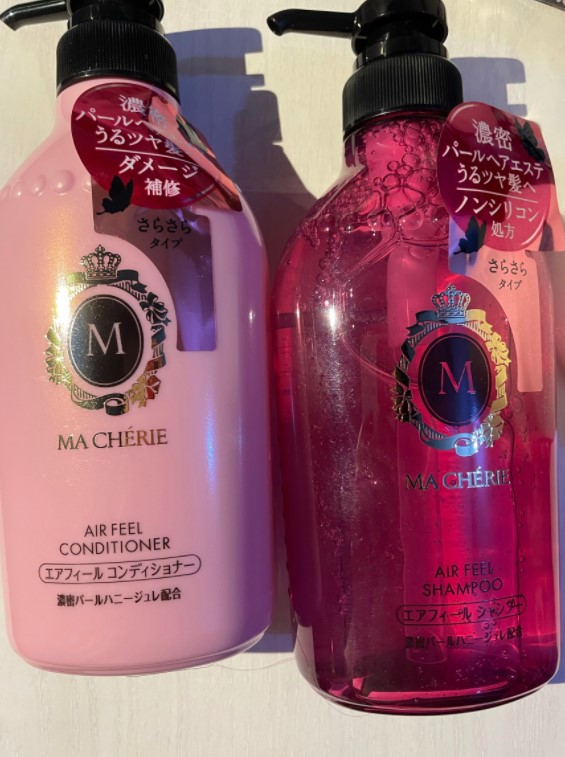 濃密
パールヘ
うるツヤ髪へ
ダメージ
補修
さらさら
タイプ
M
MA CHÉRIE
AIR FEEL
CONDITIONER
エアフィール コンディショナー
濃密パールハニージュレ配合
濃密
パールヘアエステ
うるツヤ髪へ
ノンシリコン
処方
さらさら
タイプ
M
MA CHÉRIE
AIR FEEL
SHAMPOO
エアフィール シャンプー
濃密パールハニージュレ配合